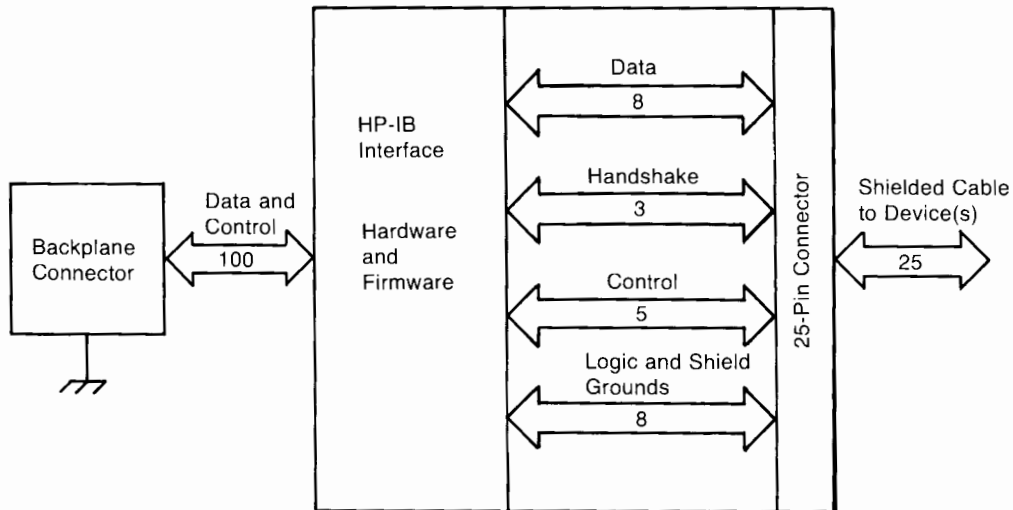 Backplane
Connector
Data and
Control
100
HP-IB
Interface
Hardware
and
Firmware
Data
8
Handshake
3
Control
5
Logic and Shield
Grounds
8
25-Pin Connector
Shielded Cable
to Device(s)
25